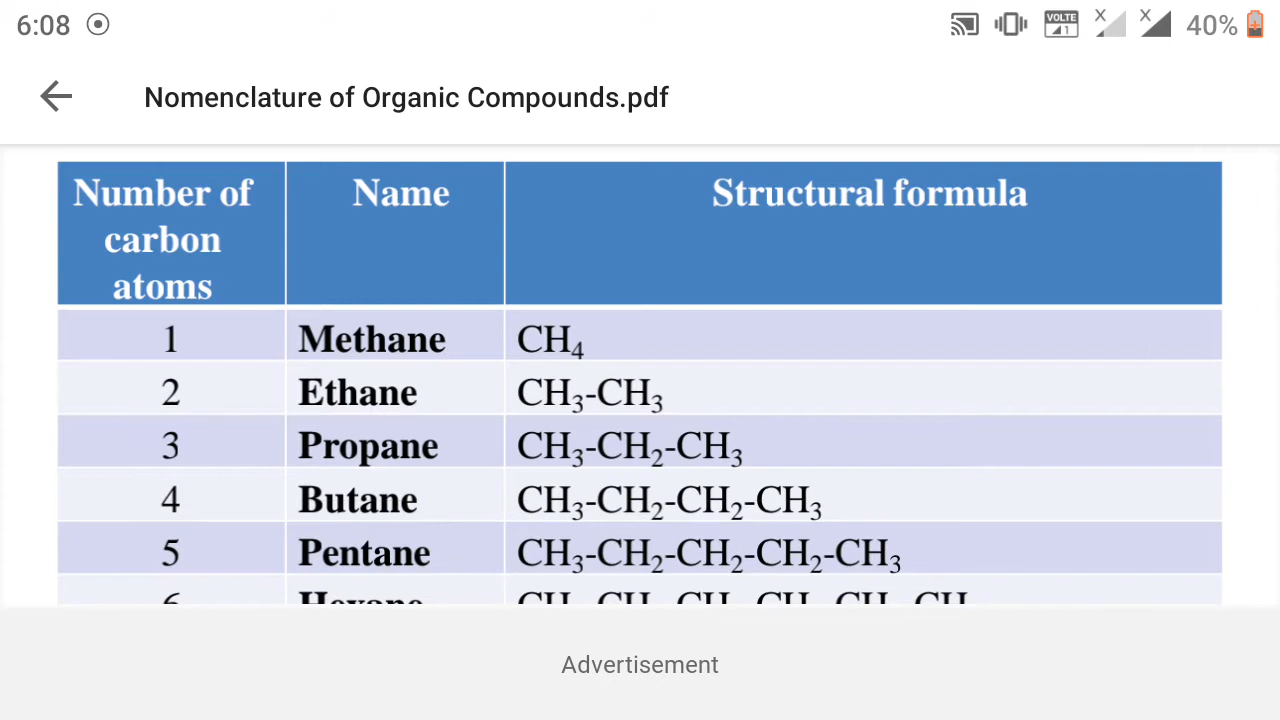 6:08 VOLTE 1 X X 40%
Nomenclature of Organic Compounds.pdf
Number of carbon atoms Name Structural formula
1 Methane CH₄
2 Ethane CH₃-CH₃
3 Propane CH₃-CH₂-CH₃
4 Butane CH₃-CH₂-CH₂-CH₃
5 Pentane CH₃-CH₂-CH₂-CH₂-CH₃
Advertisement